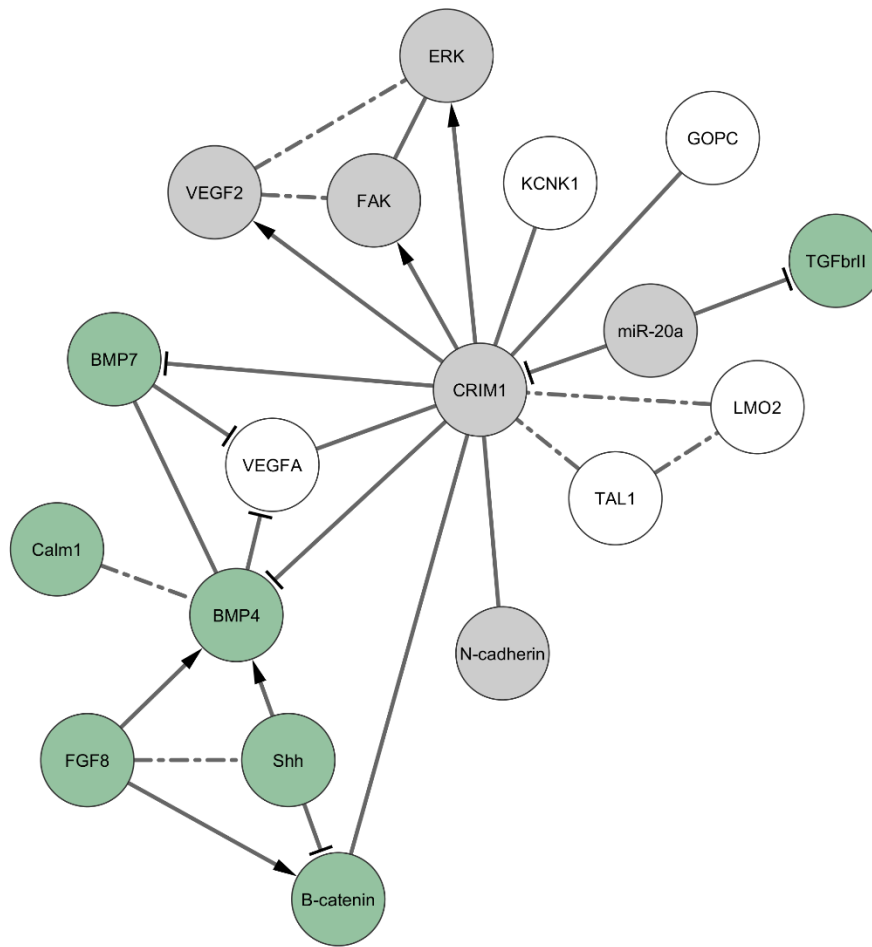 ERK
GOPC
KCNK1
VEGF2
FAK
TGFbrII
miR-20a
BMP7
CRIM1
LMO2
VEGFA
TAL1
Calm1
BMP4
N-cadherin
FGF8
Shh
B-catenin